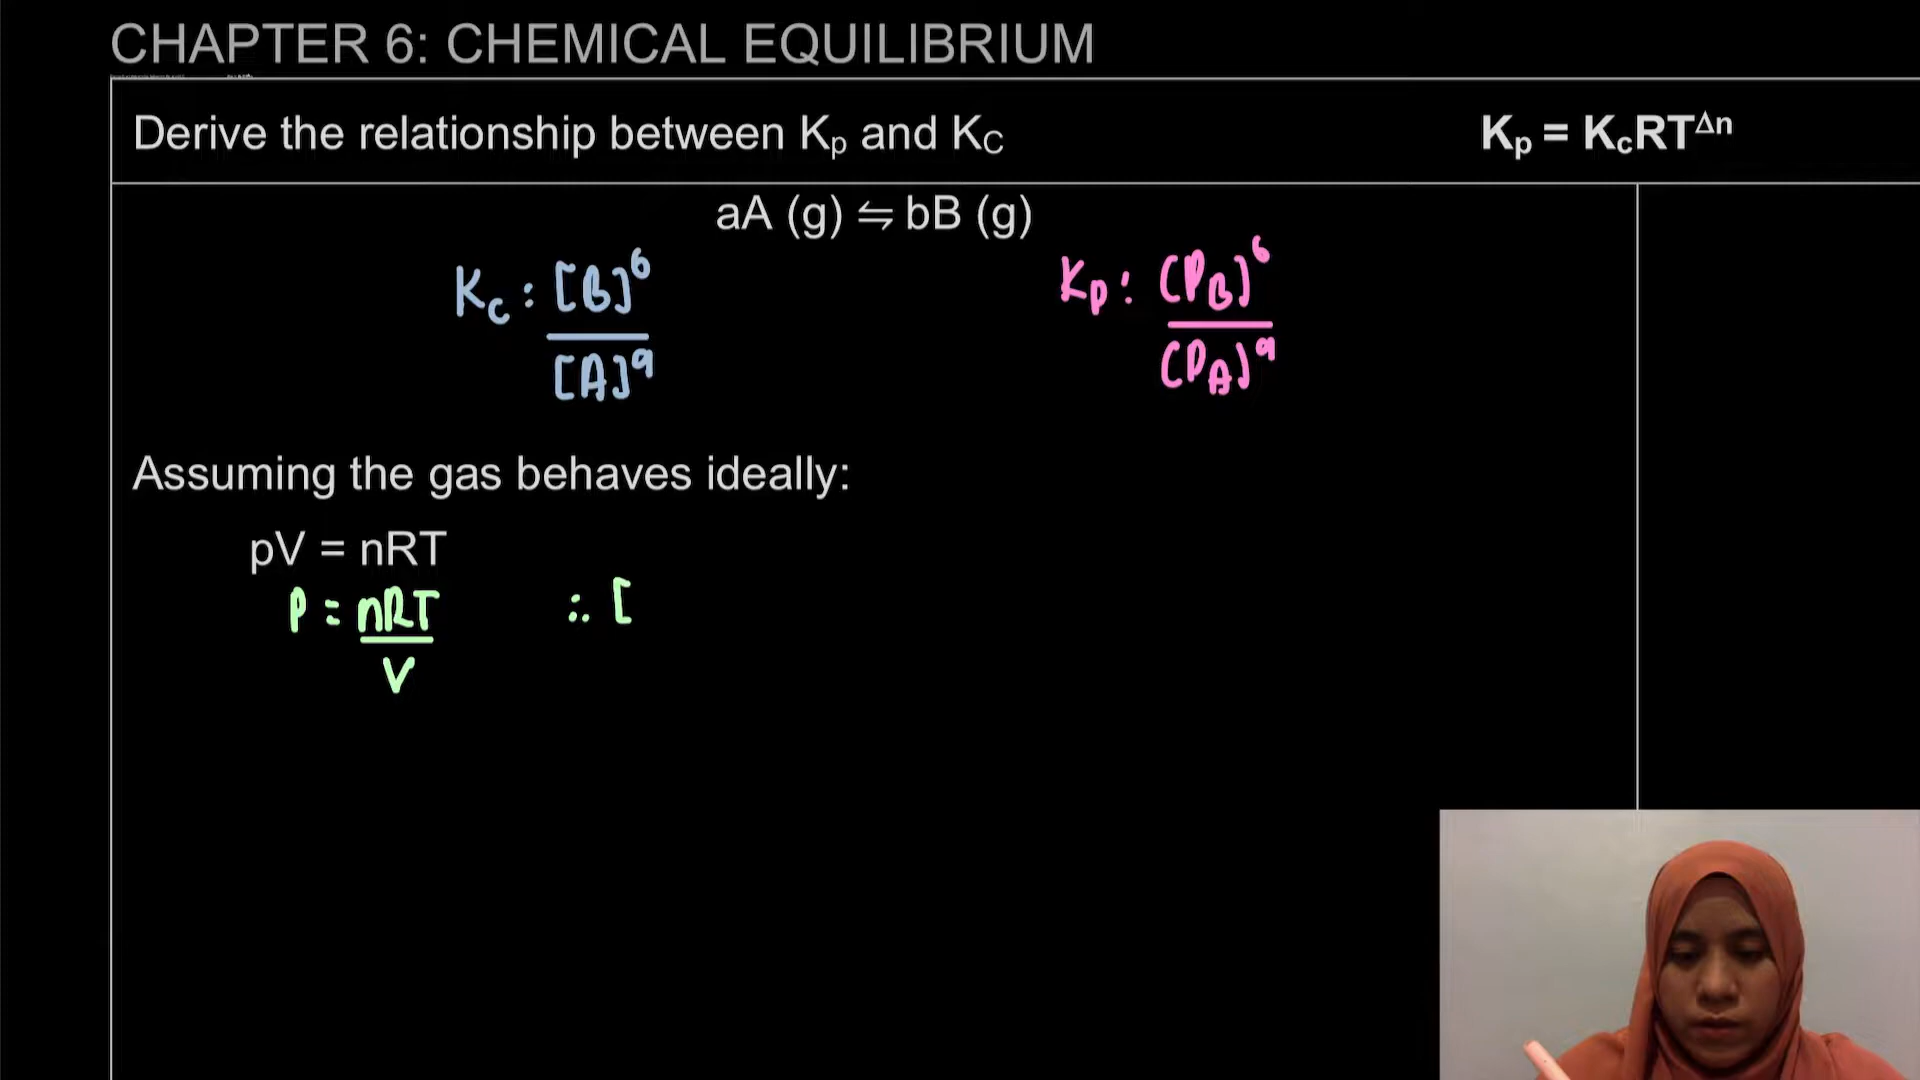 CHAPTER 6: CHEMICAL EQUILIBRIUM
Derive the relationship between Kp and KC
Kp = KcRT^Δn
aA (g) ⇋ bB (g)
Kc : [B]^b
[A]^a
Kp : (PB)^b
(PA)^a
Assuming the gas behaves ideally:
pV = nRT
P = nRT
V
∴ [